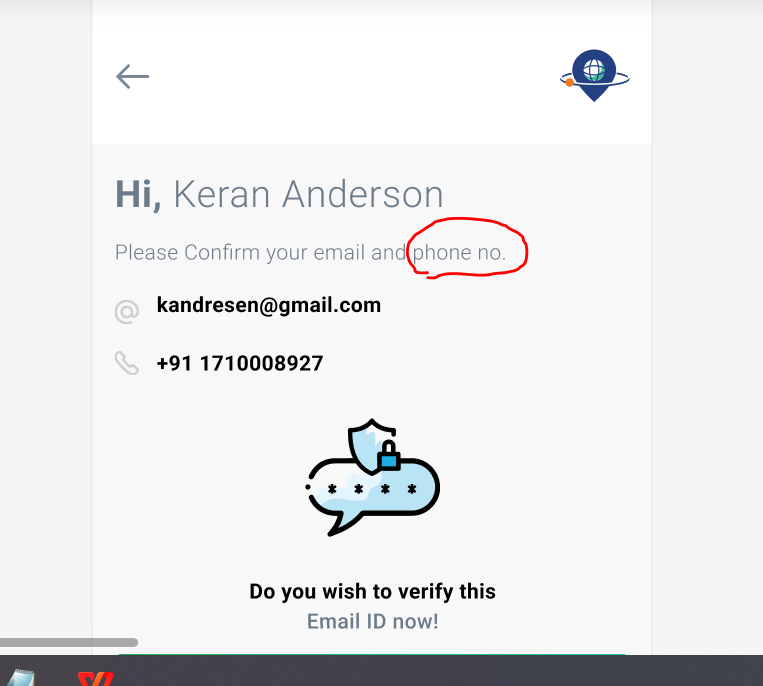 Hi, Keran Anderson
Please Confirm your email and phone no.
@ kandresen@gmail.com
+91 1710008927
* * * *
Do you wish to verify this
Email ID now!